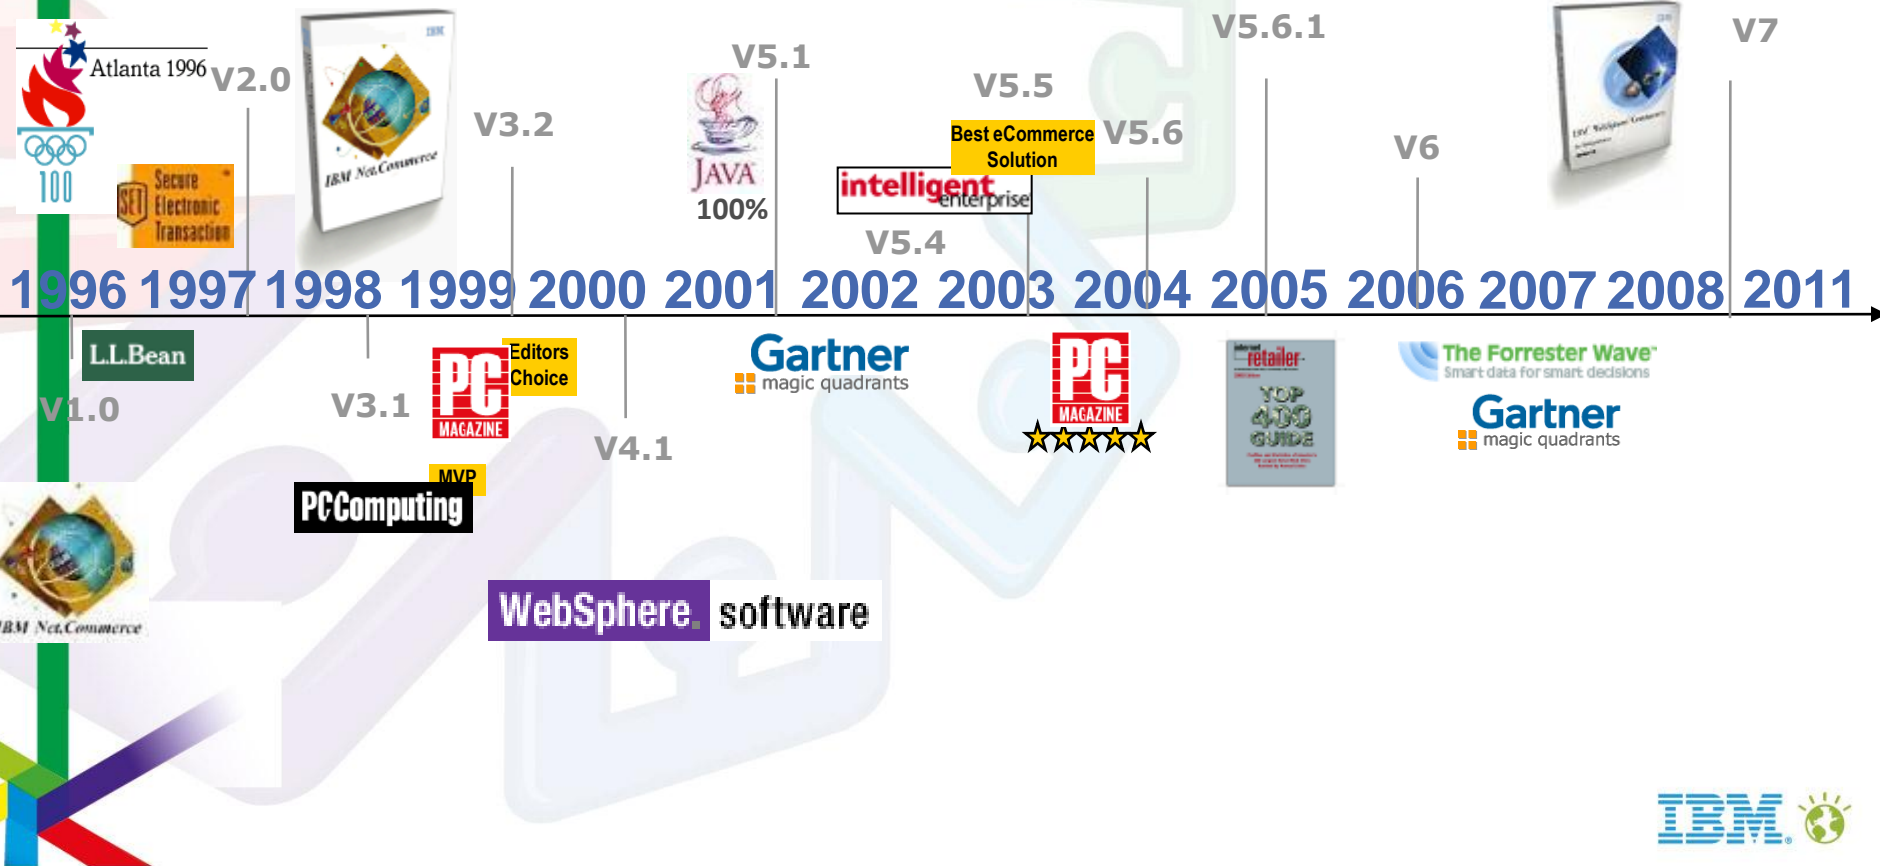 Atlanta 1996
100
V2.0
SET
Secure
Electronic
Transaction
IBM
IBM Net.Commerce
V3.2
V5.1
JAVA
100%
V5.5
Best eCommerce
Solution
intelligent
enterprise
V5.4
V5.6
V5.6.1
V6
V7
1996 1997 1998 1999 2000 2001 2002 2003 2004 2005 2006 2007 2008 2011
L.L.Bean
V1.0
V3.1
PC
MAGAZINE
Editors
Choice
V4.1
MVP
PCComputing
Gartner
magic quadrants
PC
MAGAZINE
internet
retailer
TOP
400
GUIDE
The Forrester Wave™
Smart data for smart decisions
Gartner
magic quadrants
IBM Net.Commerce
WebSphere. software
IBM®